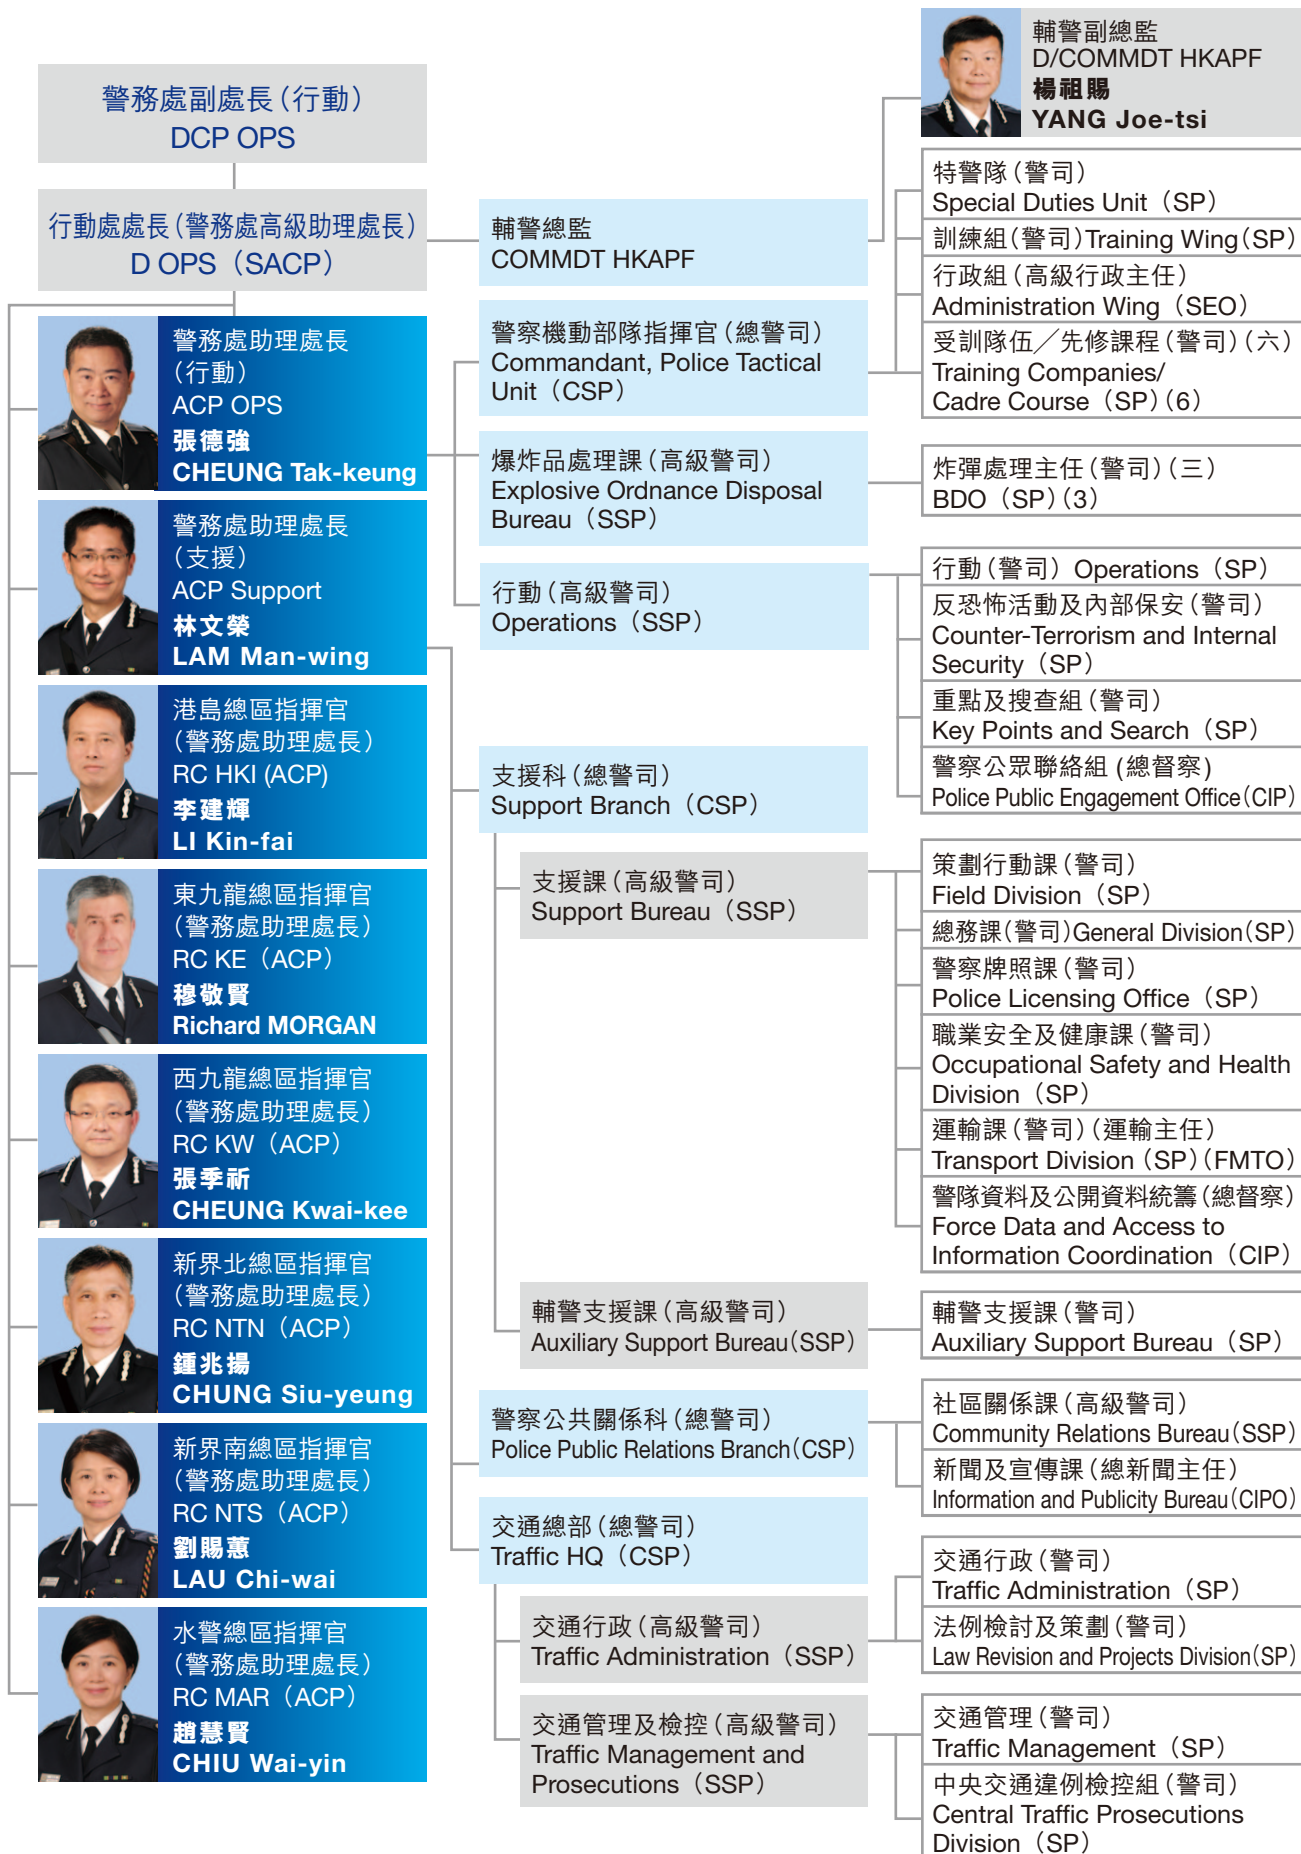 警務處副處長（行動）
DCP OPS
行動處處長（警務處高級助理處長）
D OPS（SACP）
警務處助理處長
（行動）
ACP OPS
張德強
CHEUNG Tak-keung
警務處助理處長
（支援）
ACP Support
林文榮
LAM Man-wing
港島總區指揮官
（警務處助理處長）
RC HKI (ACP)
李建輝
LI Kin-fai
東九龍總區指揮官
（警務處助理處長）
RC KE（ACP）
穆敬賢
Richard MORGAN
西九龍總區指揮官
（警務處助理處長）
RC KW（ACP）
張季祈
CHEUNG Kwai-kee
新界北總區指揮官
（警務處助理處長）
RC NTN（ACP）
鍾兆揚
CHUNG Siu-yeung
新界南總區指揮官
（警務處助理處長）
RC NTS（ACP）
劉賜蕙
LAU Chi-wai
水警總區指揮官
（警務處助理處長）
RC MAR（ACP）
趙慧賢
CHIU Wai-yin
輔警總監
COMMDT HKAPF
警察機動部隊指揮官（總警司）
Commandant, Police Tactical
Unit（CSP）
爆炸品處理課（高級警司）
Explosive Ordnance Disposal
Bureau（SSP）
行動（高級警司）
Operations（SSP）
支援科（總警司）
Support Branch（CSP）
支援課（高級警司）
Support Bureau（SSP）
輔警支援課（高級警司）
Auxiliary Support Bureau（SSP）
警察公共關係科（總警司）
Police Public Relations Branch（CSP）
交通總部（總警司）
Traffic HQ（CSP）
交通行政（高級警司）
Traffic Administration（SSP）
交通管理及檢控（高級警司）
Traffic Management and
Prosecutions（SSP）
輔警副總監
D/COMMDT HKAPF
楊祖賜
YANG Joe-tsi
特警隊（警司）
Special Duties Unit（SP）
訓練組（警司）Training Wing（SP）
行政組（高級行政主任）
Administration Wing（SEO）
受訓隊伍／先修課程（警司）（六）
Training Companies/
Cadre Course（SP）（6）
炸彈處理主任（警司）（三）
BDO（SP）（3）
行動（警司） Operations（SP）
反恐怖活動及內部保安（警司）
Counter-Terrorism and Internal
Security（SP）
重點及搜查組（警司）
Key Points and Search（SP）
警察公眾聯絡組 (總督察)
Police Public Engagement Office（CIP）
策劃行動課（警司）
Field Division（SP）
總務課（警司）General Division（SP）
警察牌照課（警司）
Police Licensing Office（SP）
職業安全及健康課（警司）
Occupational Safety and Health
Division（SP）
運輸課（警司）（運輸主任）
Transport Division（SP）（FMTO）
警隊資料及公開資料統籌（總督察）
Force Data and Access to
Information Coordination（CIP）
輔警支援課（警司）
Auxiliary Support Bureau（SP）
社區關係課（高級警司）
Community Relations Bureau（SSP）
新聞及宣傳課（總新聞主任）
Information and Publicity Bureau（CIPO）
交通行政（警司）
Traffic Administration（SP）
法例檢討及策劃（警司）
Law Revision and Projects Division（SP）
交通管理（警司）
Traffic Management（SP）
中央交通違例檢控組（警司）
Central Traffic Prosecutions
Division（SP）